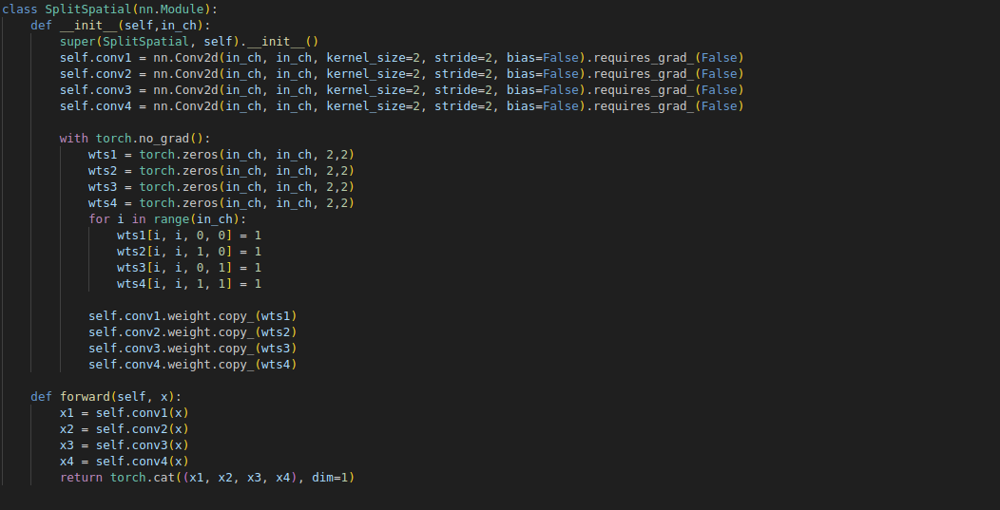 class SplitSpatial(nn.Module):
    def __init__(self,in_ch):
        super(SplitSpatial, self).__init__()
        self.conv1 = nn.Conv2d(in_ch, in_ch, kernel_size=2, stride=2, bias=False).requires_grad_(False)
        self.conv2 = nn.Conv2d(in_ch, in_ch, kernel_size=2, stride=2, bias=False).requires_grad_(False)
        self.conv3 = nn.Conv2d(in_ch, in_ch, kernel_size=2, stride=2, bias=False).requires_grad_(False)
        self.conv4 = nn.Conv2d(in_ch, in_ch, kernel_size=2, stride=2, bias=False).requires_grad_(False)

        with torch.no_grad():
            wts1 = torch.zeros(in_ch, in_ch, 2,2)
            wts2 = torch.zeros(in_ch, in_ch, 2,2)
            wts3 = torch.zeros(in_ch, in_ch, 2,2)
            wts4 = torch.zeros(in_ch, in_ch, 2,2)
            for i in range(in_ch):
                wts1[i, i, 0, 0] = 1
                wts2[i, i, 1, 0] = 1
                wts3[i, i, 0, 1] = 1
                wts4[i, i, 1, 1] = 1

            self.conv1.weight.copy_(wts1)
            self.conv2.weight.copy_(wts2)
            self.conv3.weight.copy_(wts3)
            self.conv4.weight.copy_(wts4)

    def forward(self, x):
        x1 = self.conv1(x)
        x2 = self.conv2(x)
        x3 = self.conv3(x)
        x4 = self.conv4(x)
        return torch.cat((x1, x2, x3, x4), dim=1)